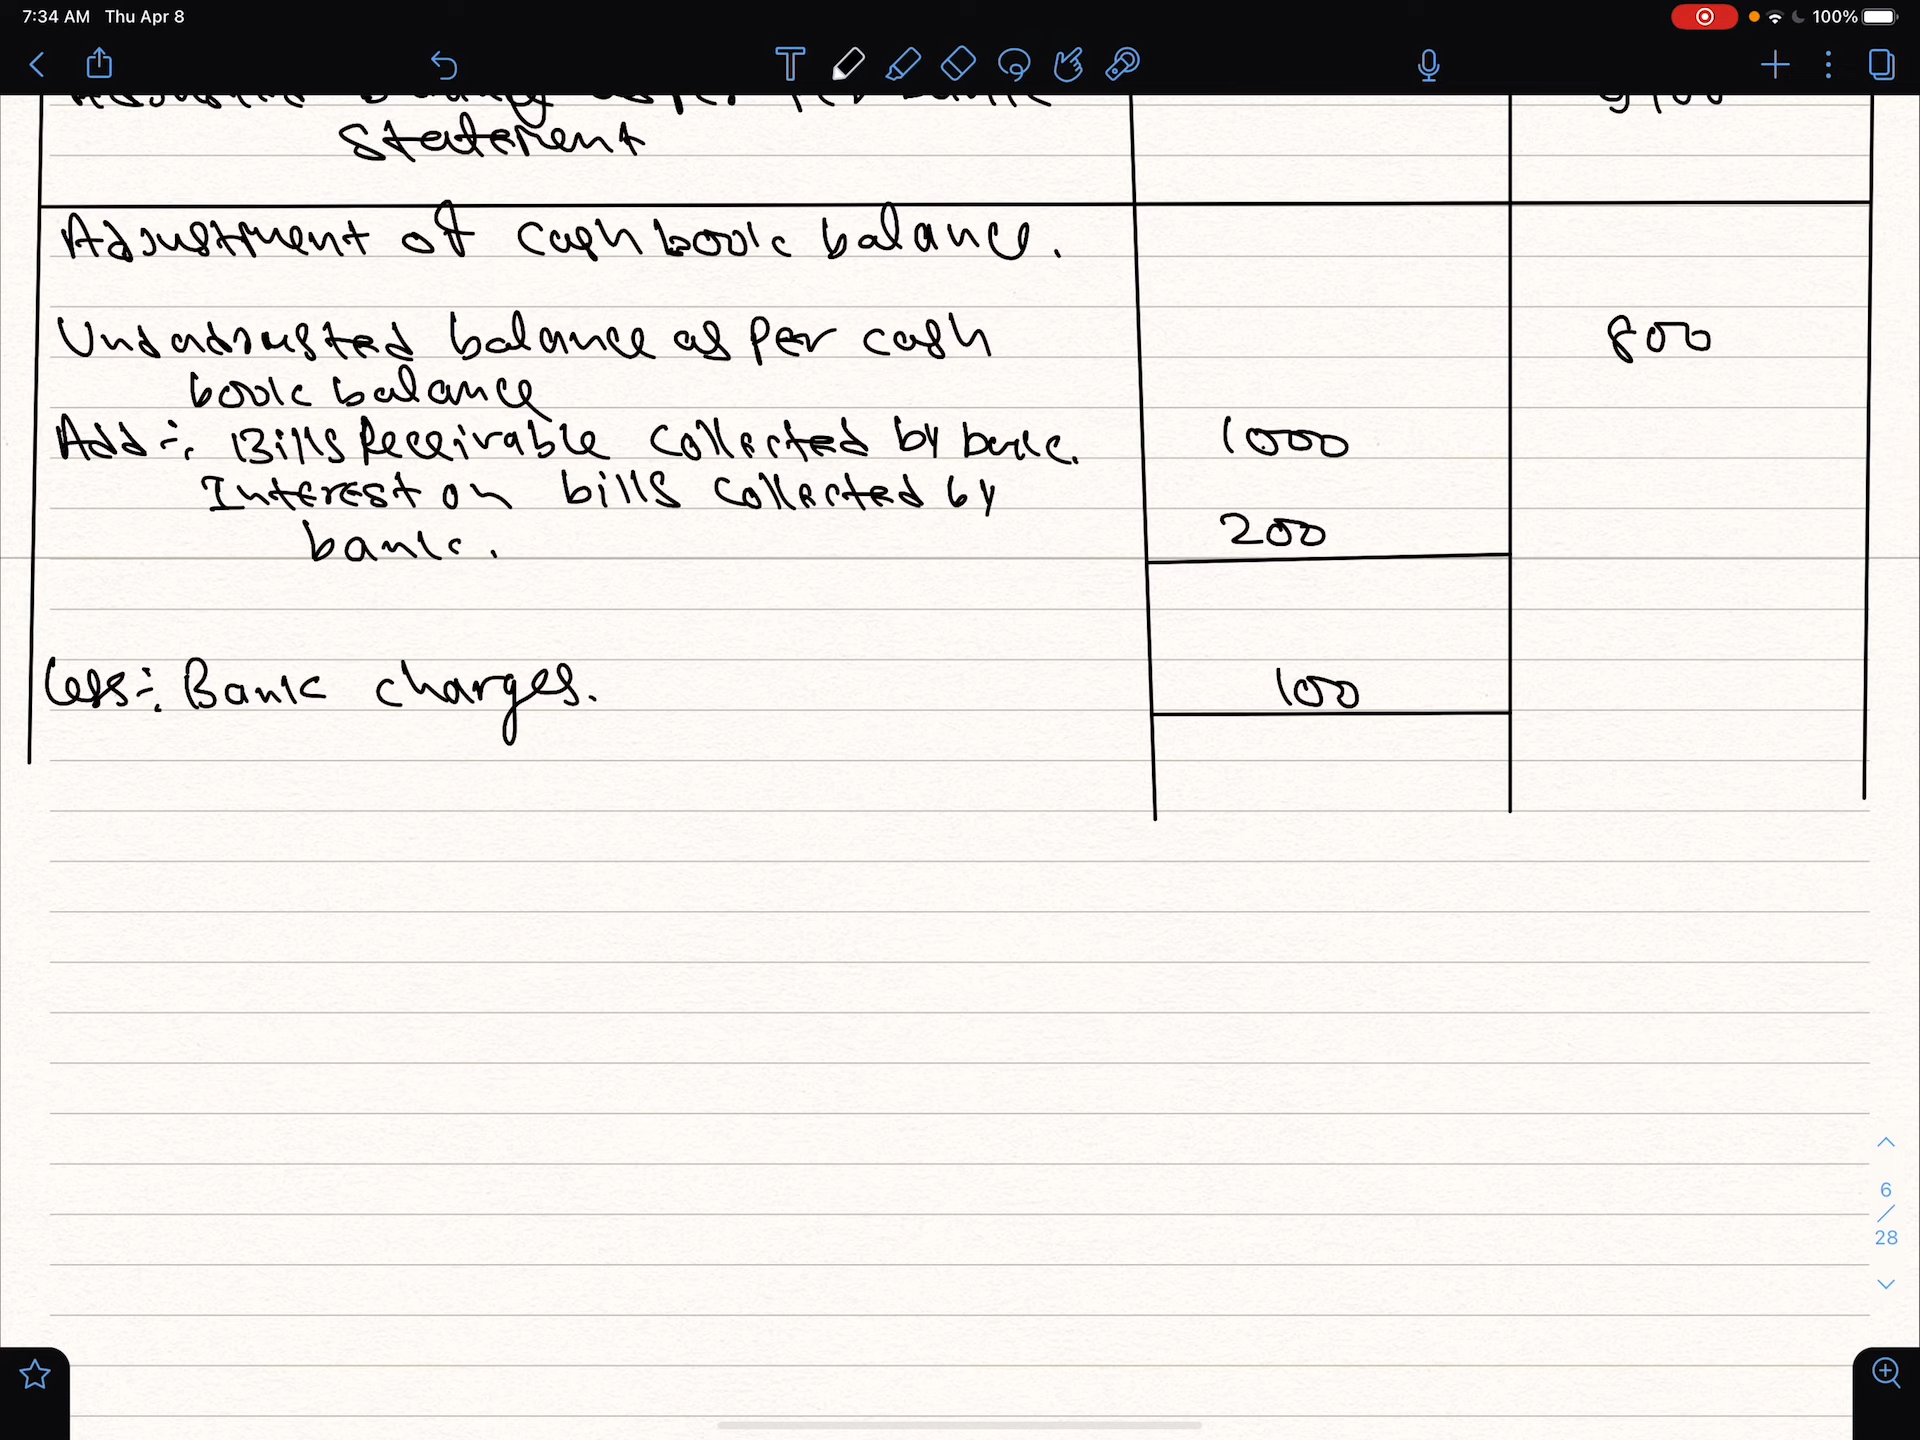 7:34 AM Thu Apr 8
100%
statement
Adjustment of cash book balance.
Undadjusted balance as per cash 800
book balance
Add:- Bills Receivable collected by bank. 1000
Interest on bills collected by
bank. 200
Less:- Bank charges. 100
6
/
28